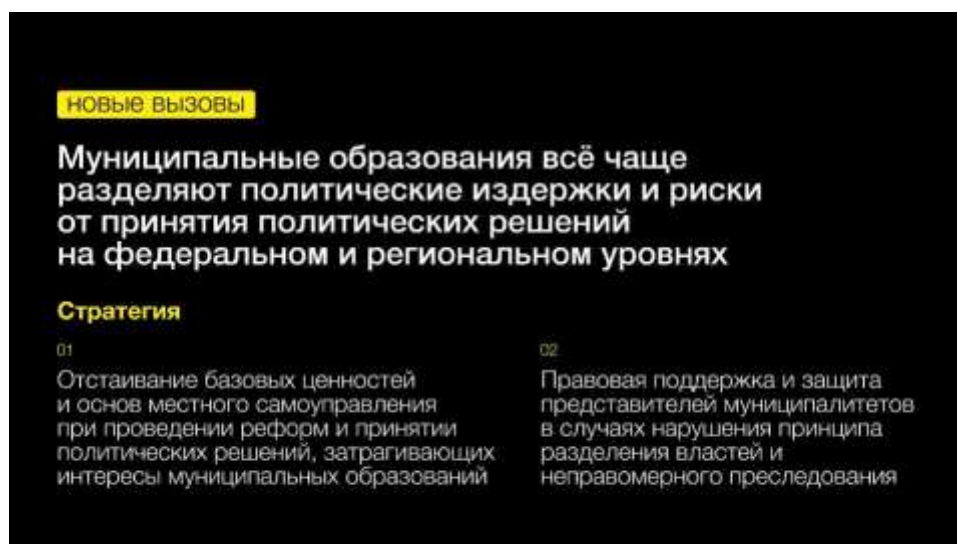 новые вызовы
Муниципальные образования всё чаще
разделяют политические издержки и риски
от принятия политических решений
на федеральном и региональном уровнях
Стратегия
01
Отстаивание базовых ценностей
и основ местного самоуправления
при проведении реформ и принятии
политических решений, затрагивающих
интересы муниципальных образований
02
Правовая поддержка и защита
представителей муниципалитетов
в случаях нарушения принципа
разделения властей и
неправомерного преследования